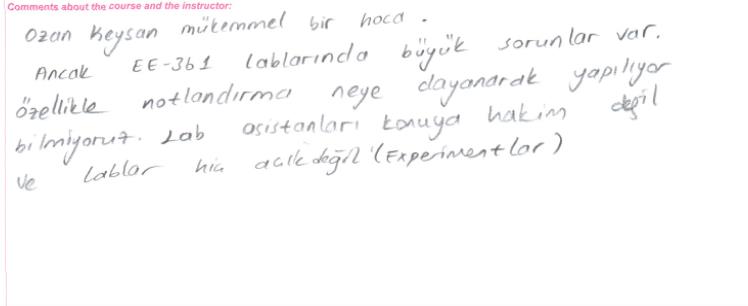 Comments about the course and the instructor:
Ozan Keysan mükemmel bir hoca.
Ancak EE-361 lablarında büyük sorunlar var.
özellikle notlandırma neye dayanarak yapılıyor
bilmiyoruz. Lab asistanları konuya hakim değil
ve lablar hiç açık değil (Experimentlar)